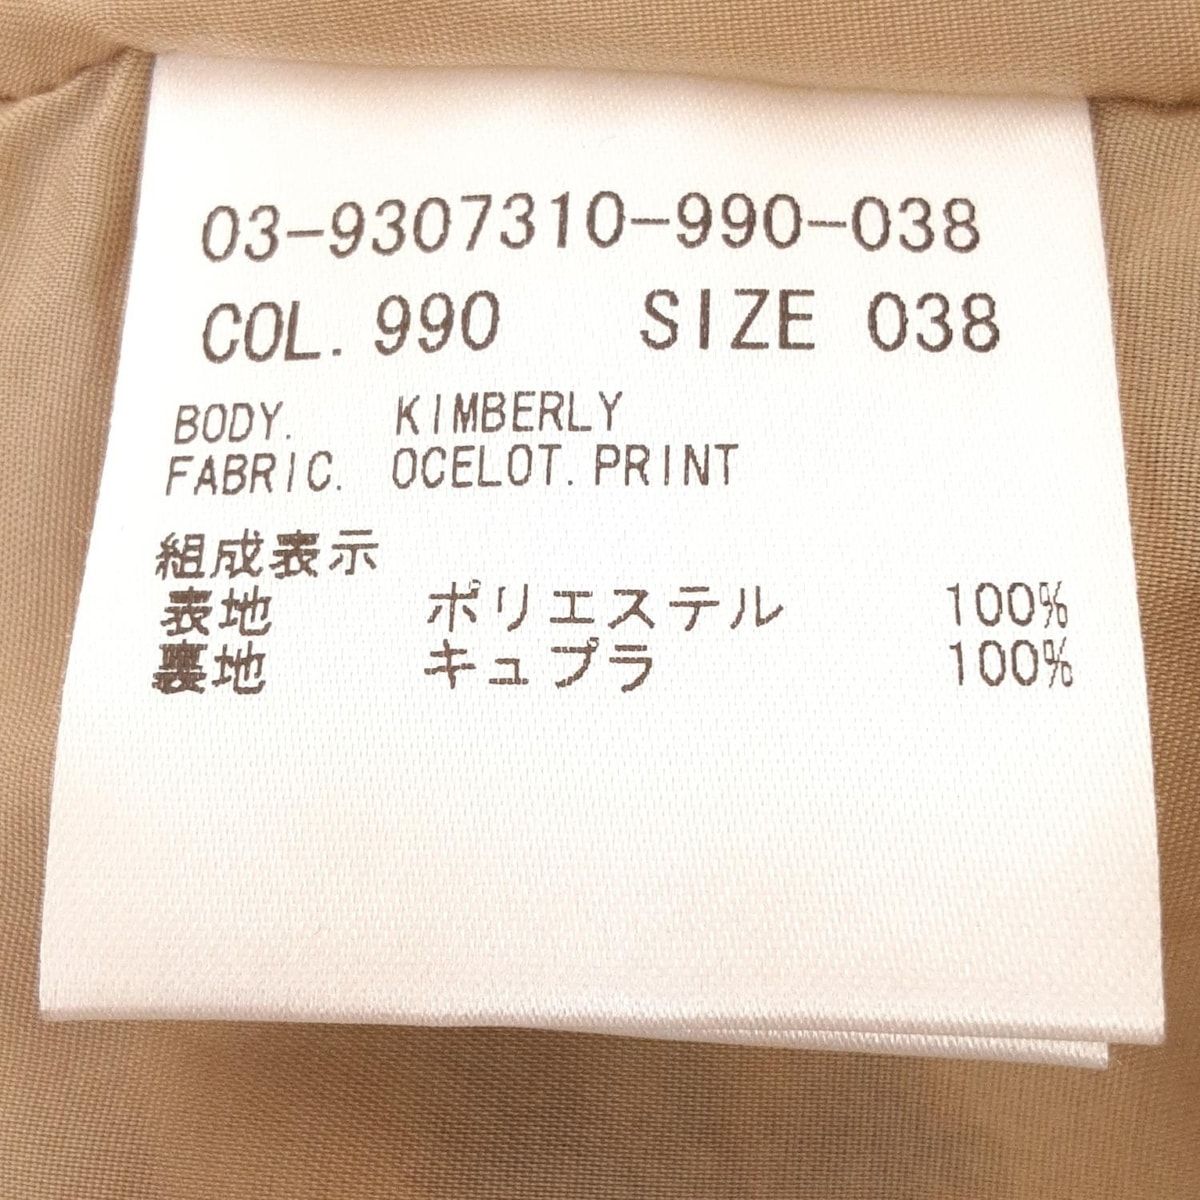 03-9307310-990-038
COL. 990 SIZE 038
BODY. KIMBERLY
FABRIC. OCELOT.PRINT
組成表示
表地 ポリエステル 100%
裏地 キュプラ 100%